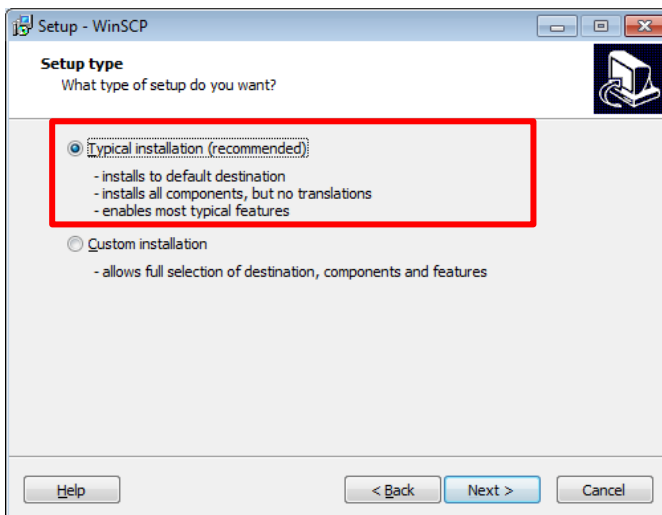 Setup - WinSCP
Setup type
What type of setup do you want?
Typical installation (recommended)
- installs to default destination
- installs all components, but no translations
- enables most typical features
Custom installation
- allows full selection of destination, components and features
Help
< Back
Next >
Cancel